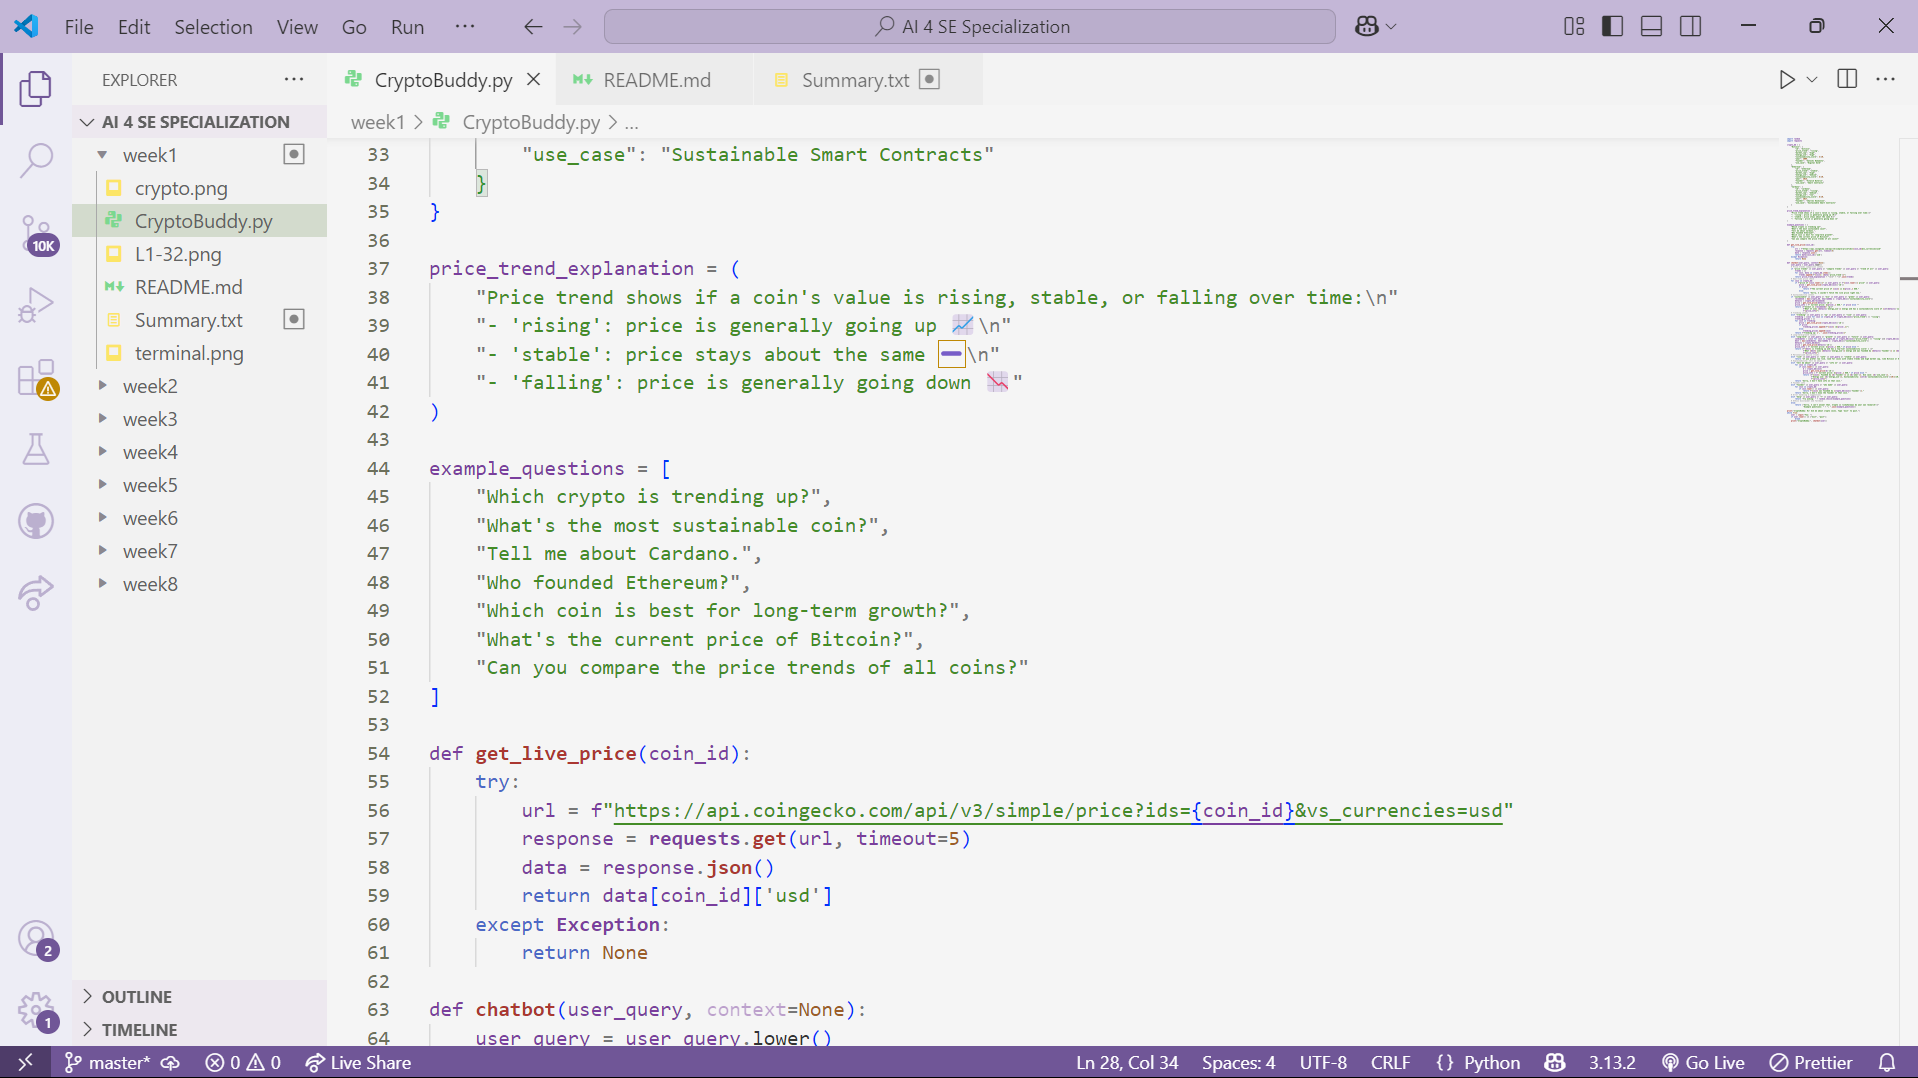 File Edit Selection View Go Run ···
AI 4 SE Specialization
EXPLORER ···
CryptoBuddy.py
README.md
Summary.txt
AI 4 SE SPECIALIZATION
week1
crypto.png
CryptoBuddy.py
L1-32.png
README.md
Summary.txt
terminal.png
week2
week3
week4
week5
week6
week7
week8
OUTLINE
TIMELINE
10K
2
1
week1 > CryptoBuddy.py > ...
33 "use_case": "Sustainable Smart Contracts"
34 }
35 }
36
37 price_trend_explanation = (
38 "Price trend shows if a coin's value is rising, stable, or falling over time:\n"
39 "- 'rising': price is generally going up 📈\n"
40 "- 'stable': price stays about the same ➖\n"
41 "- 'falling': price is generally going down 📉"
42 )
43
44 example_questions = [
45 "Which crypto is trending up?",
46 "What's the most sustainable coin?",
47 "Tell me about Cardano.",
48 "Who founded Ethereum?",
49 "Which coin is best for long-term growth?",
50 "What's the current price of Bitcoin?",
51 "Can you compare the price trends of all coins?"
52 ]
53
54 def get_live_price(coin_id):
55 try:
56 url = f"https://api.coingecko.com/api/v3/simple/price?ids={coin_id}&vs_currencies=usd"
57 response = requests.get(url, timeout=5)
58 data = response.json()
59 return data[coin_id]['usd']
60 except Exception:
61 return None
62
63 def chatbot(user_query, context=None):
64 user_query = user_query.lower()
master* 0 0 Live Share Ln 28, Col 34 Spaces: 4 UTF-8 CRLF {} Python 3.13.2 Go Live Prettier